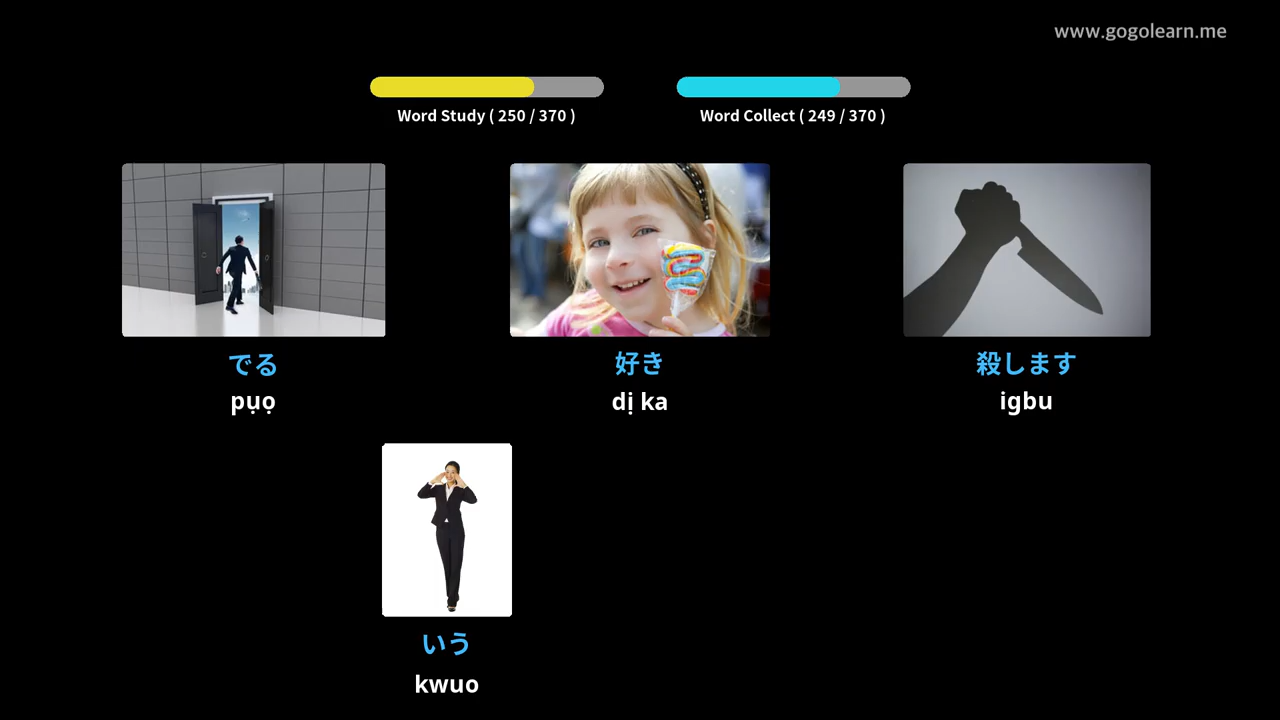 www.gogolearn.me
Word Study ( 250 / 370 )
Word Collect ( 249 / 370 )
でる
pụọ
好き
dị ka
殺します
igbu
いう
kwuo